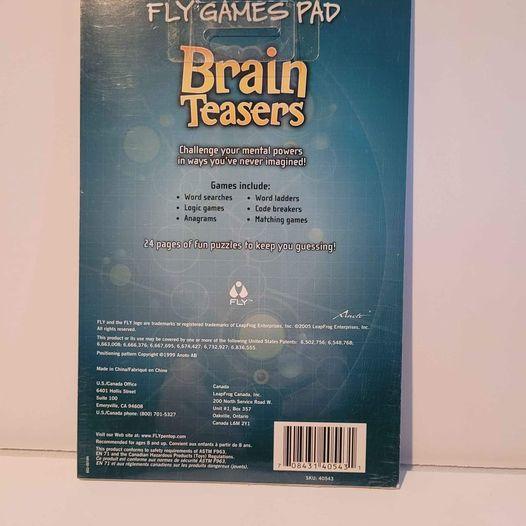 FLY GAMES PAD
Brain
Teasers
Challenge your mental powers
in ways you've never imagined!
Games include:
• Word searches • Word ladders
• Logic games • Code breakers
• Anagrams • Matching games
24 pages of fun puzzles to keep you guessing!
FLY™
Anoto
FLY and the FLY logo are trademarks or registered trademarks of LeapFrog Enterprises, Inc. ©2005 LeapFrog Enterprises, Inc.
All rights reserved.
This product or its use may be covered by one or more of the following United States Patents: 6,502,756; 6,548,768;
6,663,008; 6,666,376; 6,667,695, 6,674,427; 6,732,927; 6,836,555.
Positioning pattern Copyright ©1999 Anoto AB
Made in China/Fabriqué en Chine
U.S./Canada Office
6401 Hollis Street
Suite 100
Emeryville, CA 94608
U.S./Canada phone: (800) 701-5327
Canada
LeapFrog Canada, Inc.
200 North Service Road W.
Unit #1, Box 357
Oakville, Ontario
Canada L6M 2Y1
Visit our Web site at: www.FLYpentop.com
Recommended for ages 8 and up. Convient aux enfants à partir de 8 ans.
This product conforms to safety requirements of ASTM F963,
EN 71 and the Canadian Hazardous Products (Toys) Regulations.
Ce produit est conforme aux normes de sécurité ASTM F963,
EN 71 et aux règlements canadiens sur les produits dangereux (jouets).
7 08431 40543 1
SKU: 40543